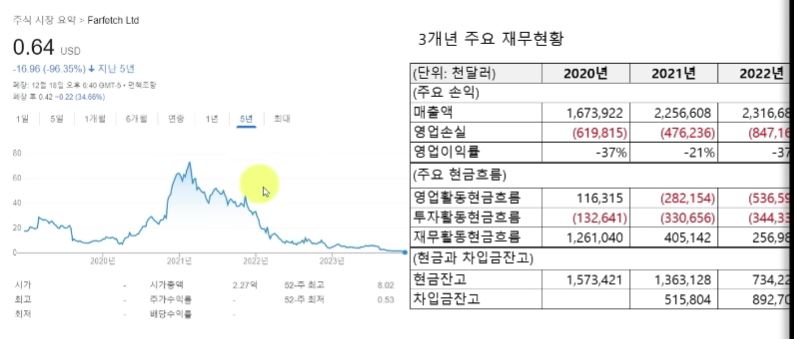 주식 시장 요약 > Farfetch Ltd
0.64 USD
-16.96 (-96.35%) ↓ 지난 5년
폐장: 12월 18일 오후 6:40 GMT-5 • 면책조항
폐장 후 0.42 -0.22 (34.66%)
1일 5일 1개월 6개월 연중 1년 5년 최대
80
60
40
20
0
2020년 2021년 2022년 2023년
시가 - 시가총액 2.27억 52-주 최고 8.02
최고 - 주가수익률 - 52-주 최저 0.53
최저 - 배당수익률 -
3개년 주요 재무현황
(단위: 천달러) 2020년 2021년 2022년
(주요 손익)
매출액 1,673,922 2,256,608 2,316,68
영업손실 (619,815) (476,236) (847,16
영업이익률 -37% -21% -37
(주요 현금흐름)
영업활동현금흐름 116,315 (282,154) (536,59
투자활동현금흐름 (132,641) (330,656) (344,33
재무활동현금흐름 1,261,040 405,142 256,98
(현금과 차입금잔고)
현금잔고 1,573,421 1,363,128 734,22
차입금잔고 515,804 892,70